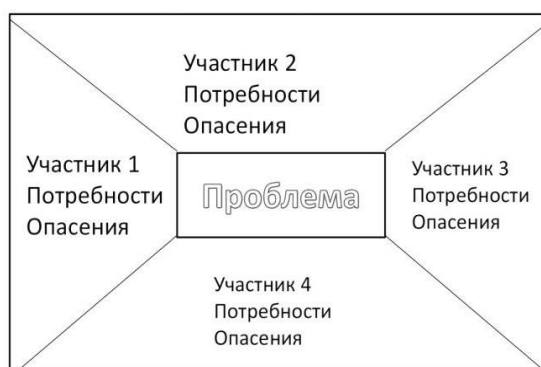 Участник 2
Потребности
Опасения
Участник 1
Потребности
Опасения
Проблема
Участник 3
Потребности
Опасения
Участник 4
Потребности
Опасения